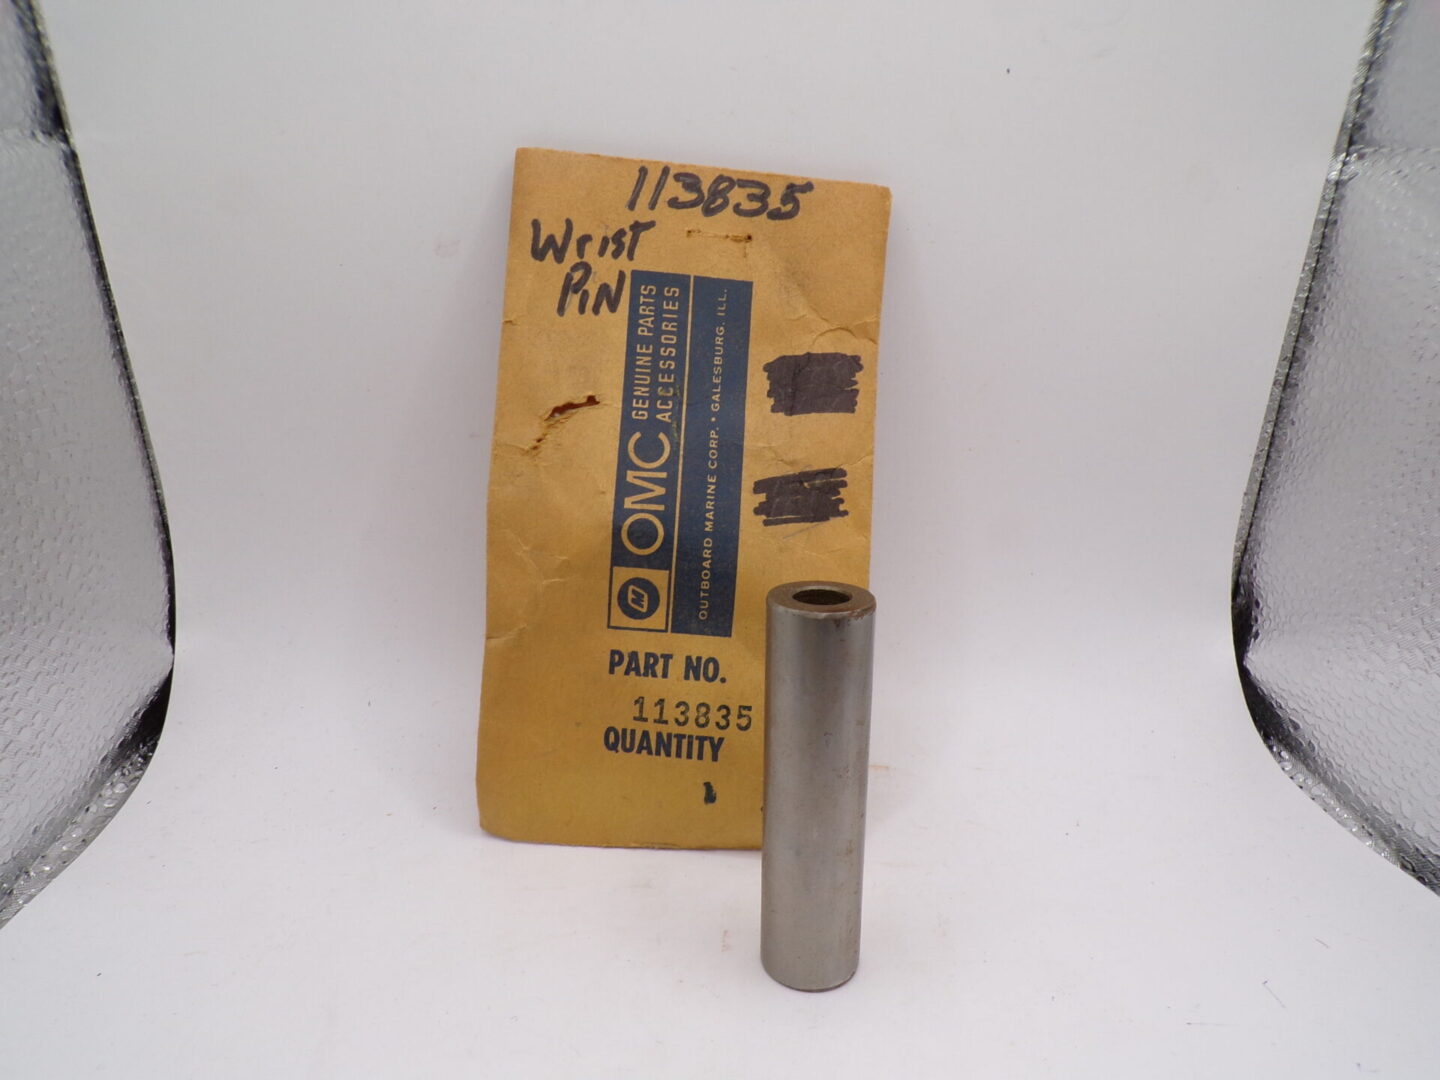 113835
Wrist
PiN
OMC GENUINE PARTS
ACCESSORIES
OUTBOARD MARINE CORP. • GALESBURG. ILL.
PART NO.
113835
QUANTITY
1